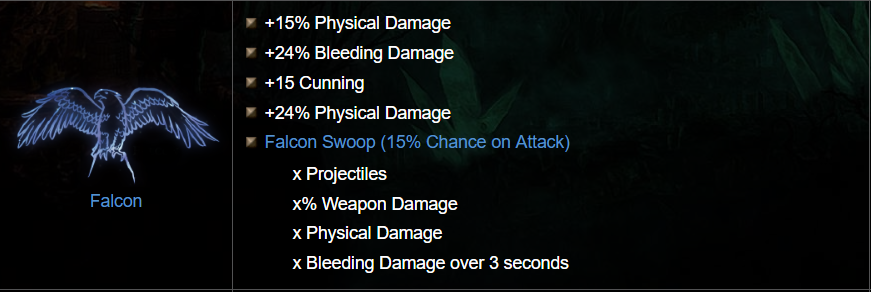 +15% Physical Damage
+24% Bleeding Damage
+15 Cunning
+24% Physical Damage
Falcon Swoop (15% Chance on Attack)
x Projectiles
x% Weapon Damage
x Physical Damage
x Bleeding Damage over 3 seconds
Falcon